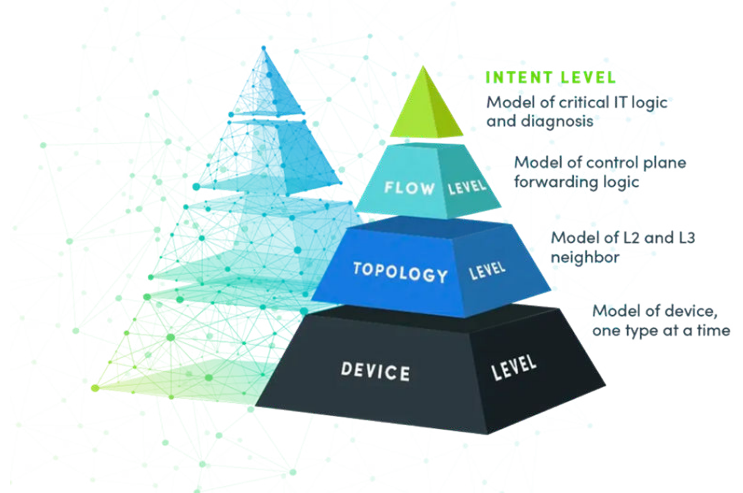 INTENT LEVEL
Model of critical IT logic
and diagnosis
FLOW LEVEL
Model of control plane
forwarding logic
TOPOLOGY LEVEL
Model of L2 and L3
neighbor
DEVICE LEVEL
Model of device,
one type at a time